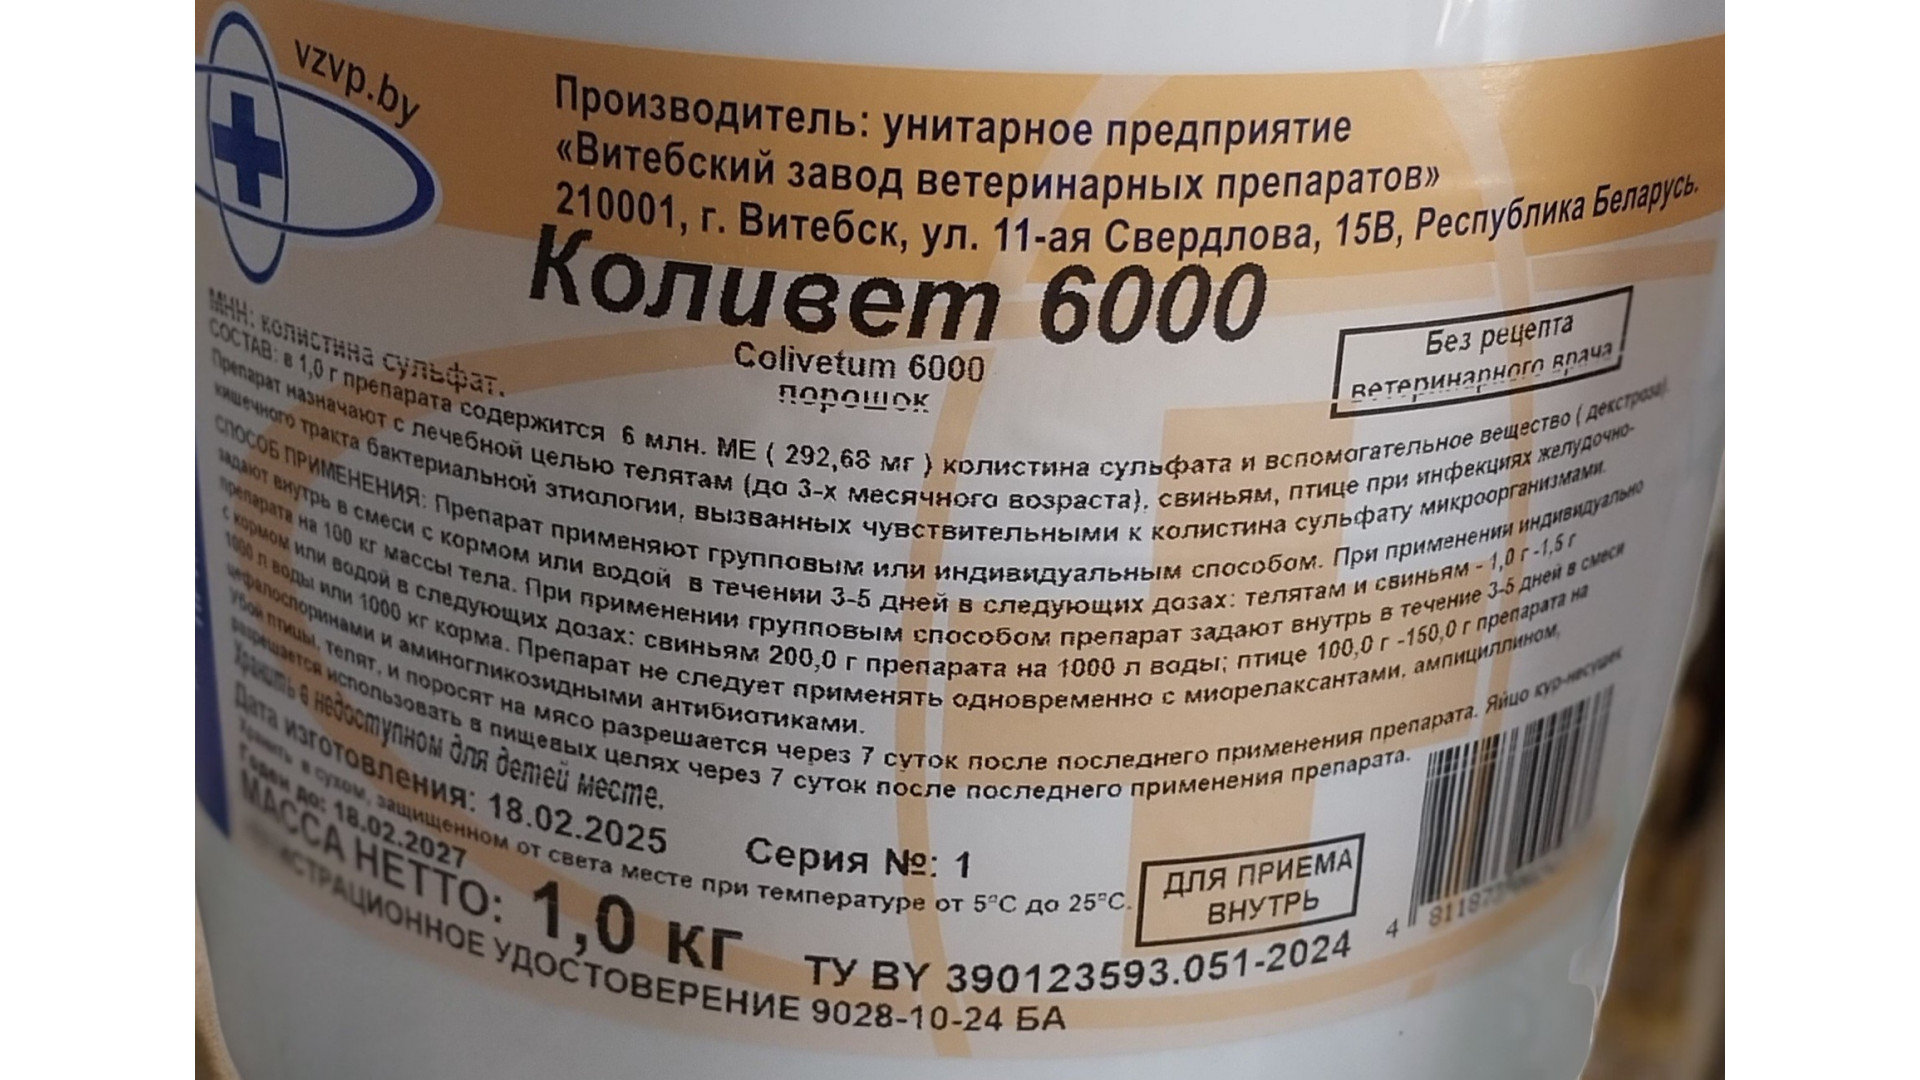 vzvp.by
Производитель: унитарное предприятие
«Витебский завод ветеринарных препаратов»
210001, г. Витебск, ул. 11-ая Свердлова, 15В, Республика Беларусь.
Коливет 6000
Colivetum 6000
порошок
Без рецепта
ветеринарного врача
МНН: колистина сульфат.
СОСТАВ: в 1,0 г препарата содержится 6 млн. МЕ ( 292,68 мг ) колистина сульфата и вспомогательное вещество ( декстроза).
Препарат назначают с лечебной целью телятам (до 3-х месячного возраста), свиньям, птице при инфекциях желудочно-
кишечного тракта бактериальной этиологии, вызванных чувствительными к колистина сульфату микроорганизмами.
СПОСОБ ПРИМЕНЕНИЯ: Препарат применяют групповым или индивидуальным способом. При применении индивидуально
задают внутрь в смеси с кормом или водой в течении 3-5 дней в следующих дозах: телятам и свиньям - 1,0 г -1,5 г
препарата на 100 кг массы тела. При применении групповым способом препарат задают внутрь в течение 3-5 дней в смеси
с кормом или водой в следующих дозах: свиньям 200,0 г препарата на 1000 л воды; птице 100,0 г -150,0 г препарата на
1000 л воды или 1000 кг корма. Препарат не следует применять одновременно с миорелаксантами, ампициллином,
цефалоспоринами и аминогликозидными антибиотиками.
Убой птицы, телят, и поросят на мясо разрешается через 7 суток после последнего применения препарата. Яйцо кур-несушек
разрешается использовать в пищевых целях через 7 суток после последнего применения препарата.
Хранить в недоступном для детей месте.
Дата изготовления: 18.02.2025
Серия №: 1
Хранить в сухом, защищенном от света месте при температуре от 5°С до 25°С.
Годен до: 18.02.2027
МАССА НЕТТО: 1,0 кг
ДЛЯ ПРИЕМА
ВНУТРЬ
ТУ BY 390123593.051-2024
РЕГИСТРАЦИОННОЕ УДОСТОВЕРЕНИЕ 9028-10-24 БА